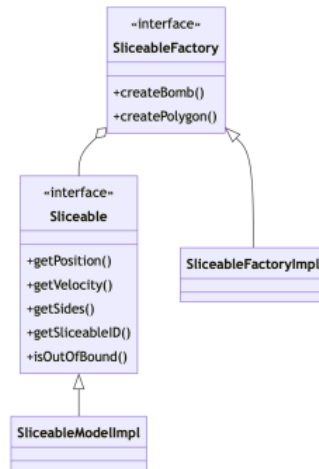 «interface»
SliceableFactory
+createBomb()
+createPolygon()
«interface»
Sliceable
+getPosition()
+getVelocity()
+getSides()
+getSliceableID()
+isOutOfBound()
SliceableFactoryImpl
SliceableModelImpl